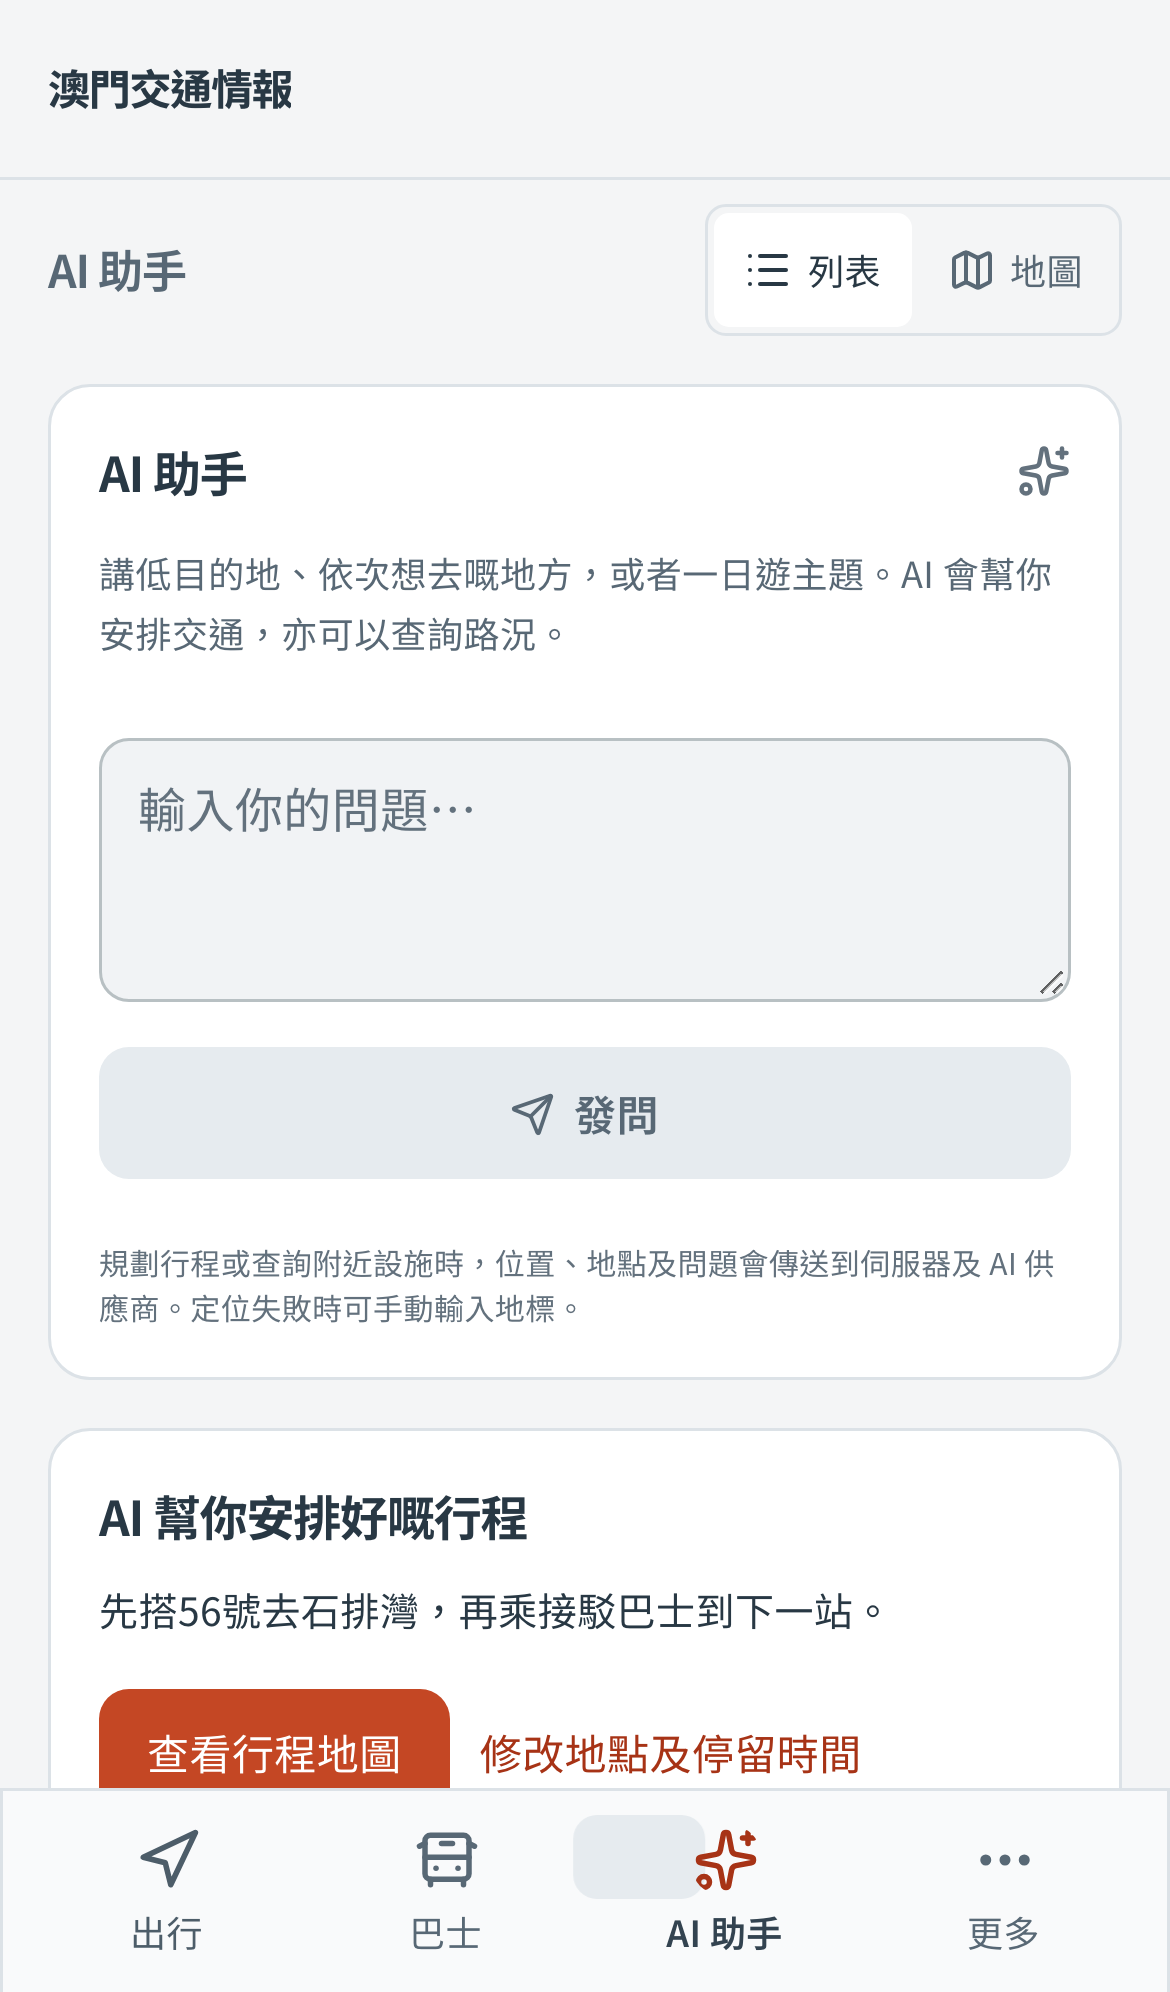 澳門交通情報
AI 助手
列表
地圖
AI 助手
講低目的地、依次想去嘅地方，或者一日遊主題。AI 會幫你
安排交通，亦可以查詢路況。
輸入你的問題…
發問
規劃行程或查詢附近設施時，位置、地點及問題會傳送到伺服器及 AI 供
應商。定位失敗時可手動輸入地標。
AI 幫你安排好嘅行程
先搭56號去石排灣，再乘接駁巴士到下一站。
查看行程地圖
修改地點及停留時間
出行
巴士
AI 助手
更多